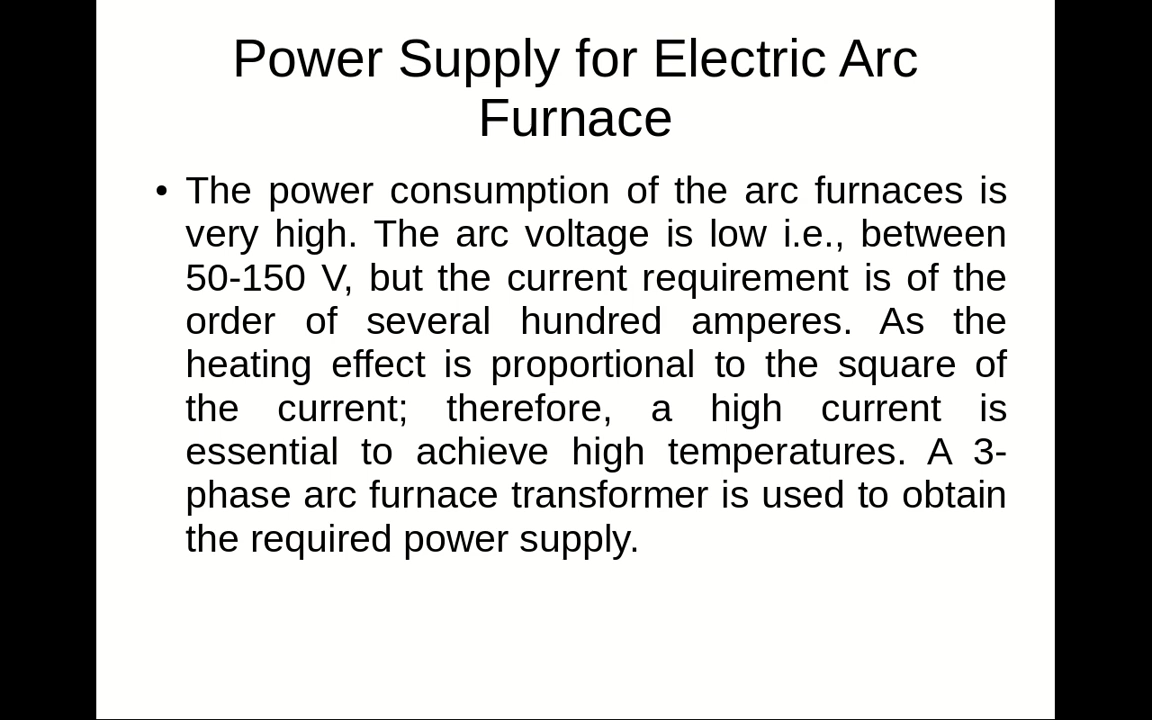 Power Supply for Electric Arc
Furnace
• The power consumption of the arc furnaces is
very high. The arc voltage is low i.e., between
50-150 V, but the current requirement is of the
order of several hundred amperes. As the
heating effect is proportional to the square of
the current; therefore, a high current is
essential to achieve high temperatures. A 3-
phase arc furnace transformer is used to obtain
the required power supply.